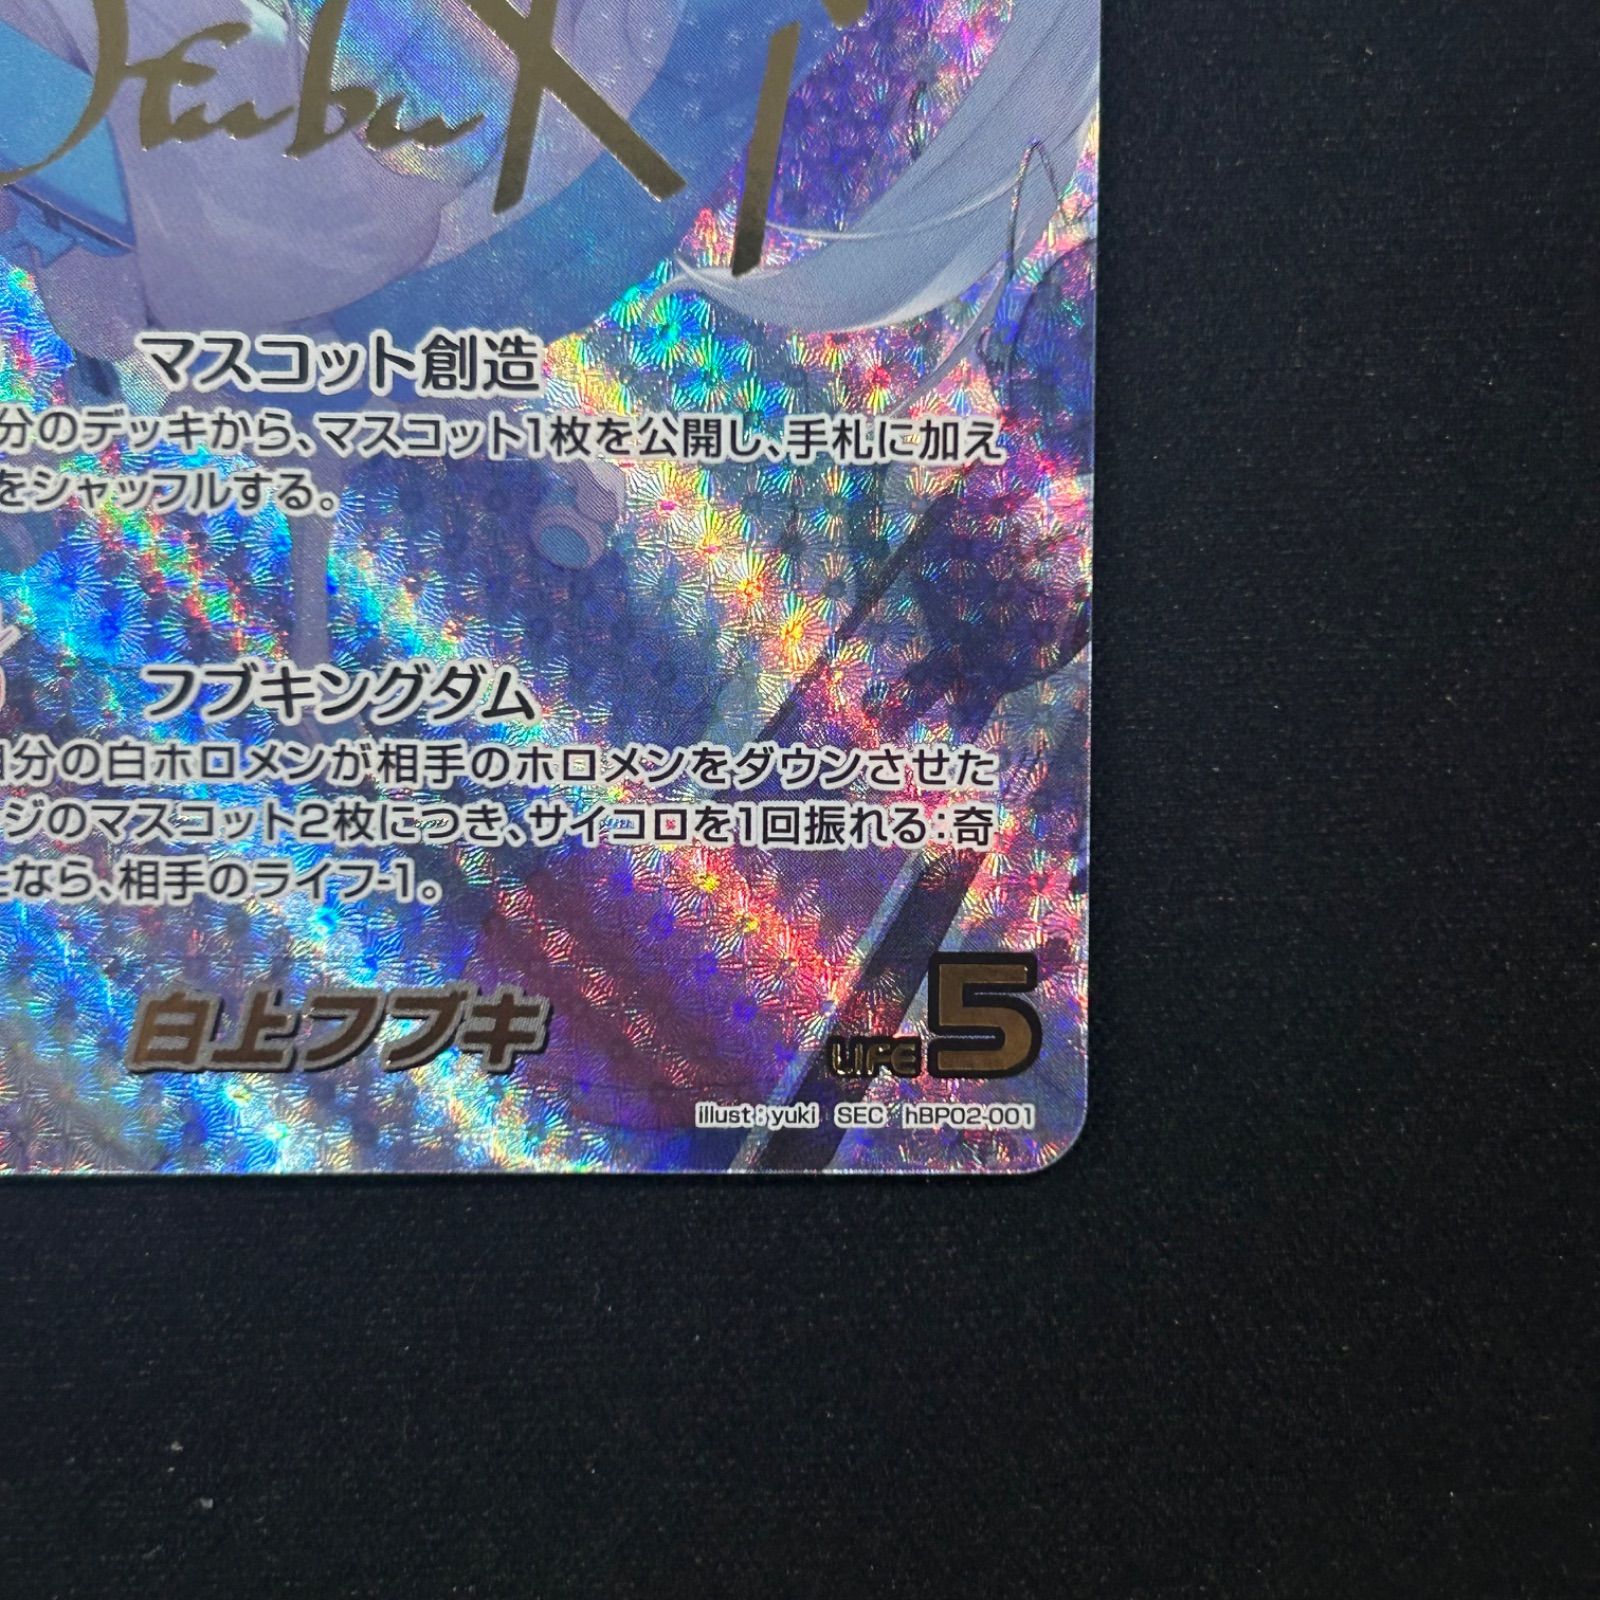 FubuKi
マスコット創造
分のデッキから、マスコット1枚を公開し、手札に加え
をシャッフルする。
フブキングダム
分の白ホロメンが相手のホロメンをダウンさせた
ジのマスコット2枚につき、サイコロを1回振れる:奇
なら、相手のライフ-1。
白上フブキ
LIFE 5
illust:yuki SEC hBP02-001